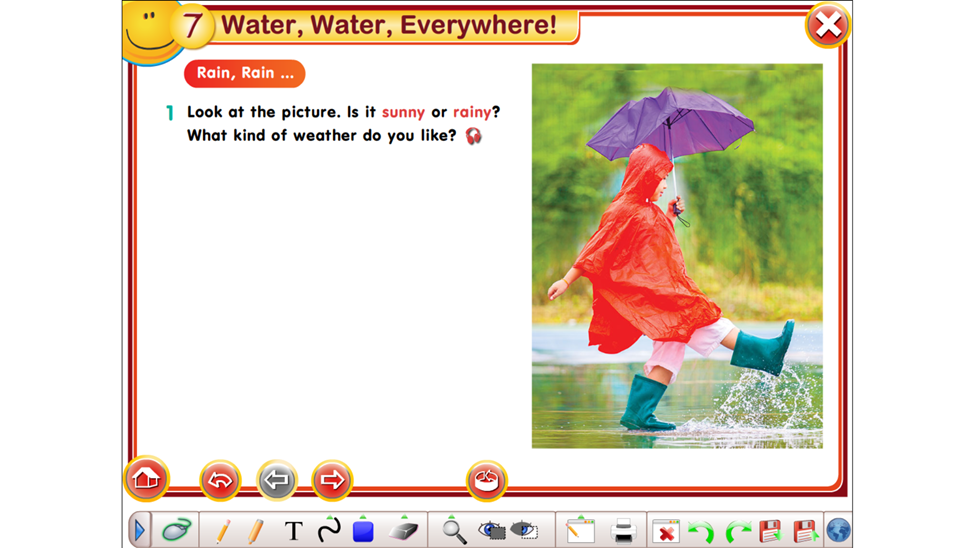 7 Water, Water, Everywhere!
Rain, Rain ...
1 Look at the picture. Is it sunny or rainy?
What kind of weather do you like?
T